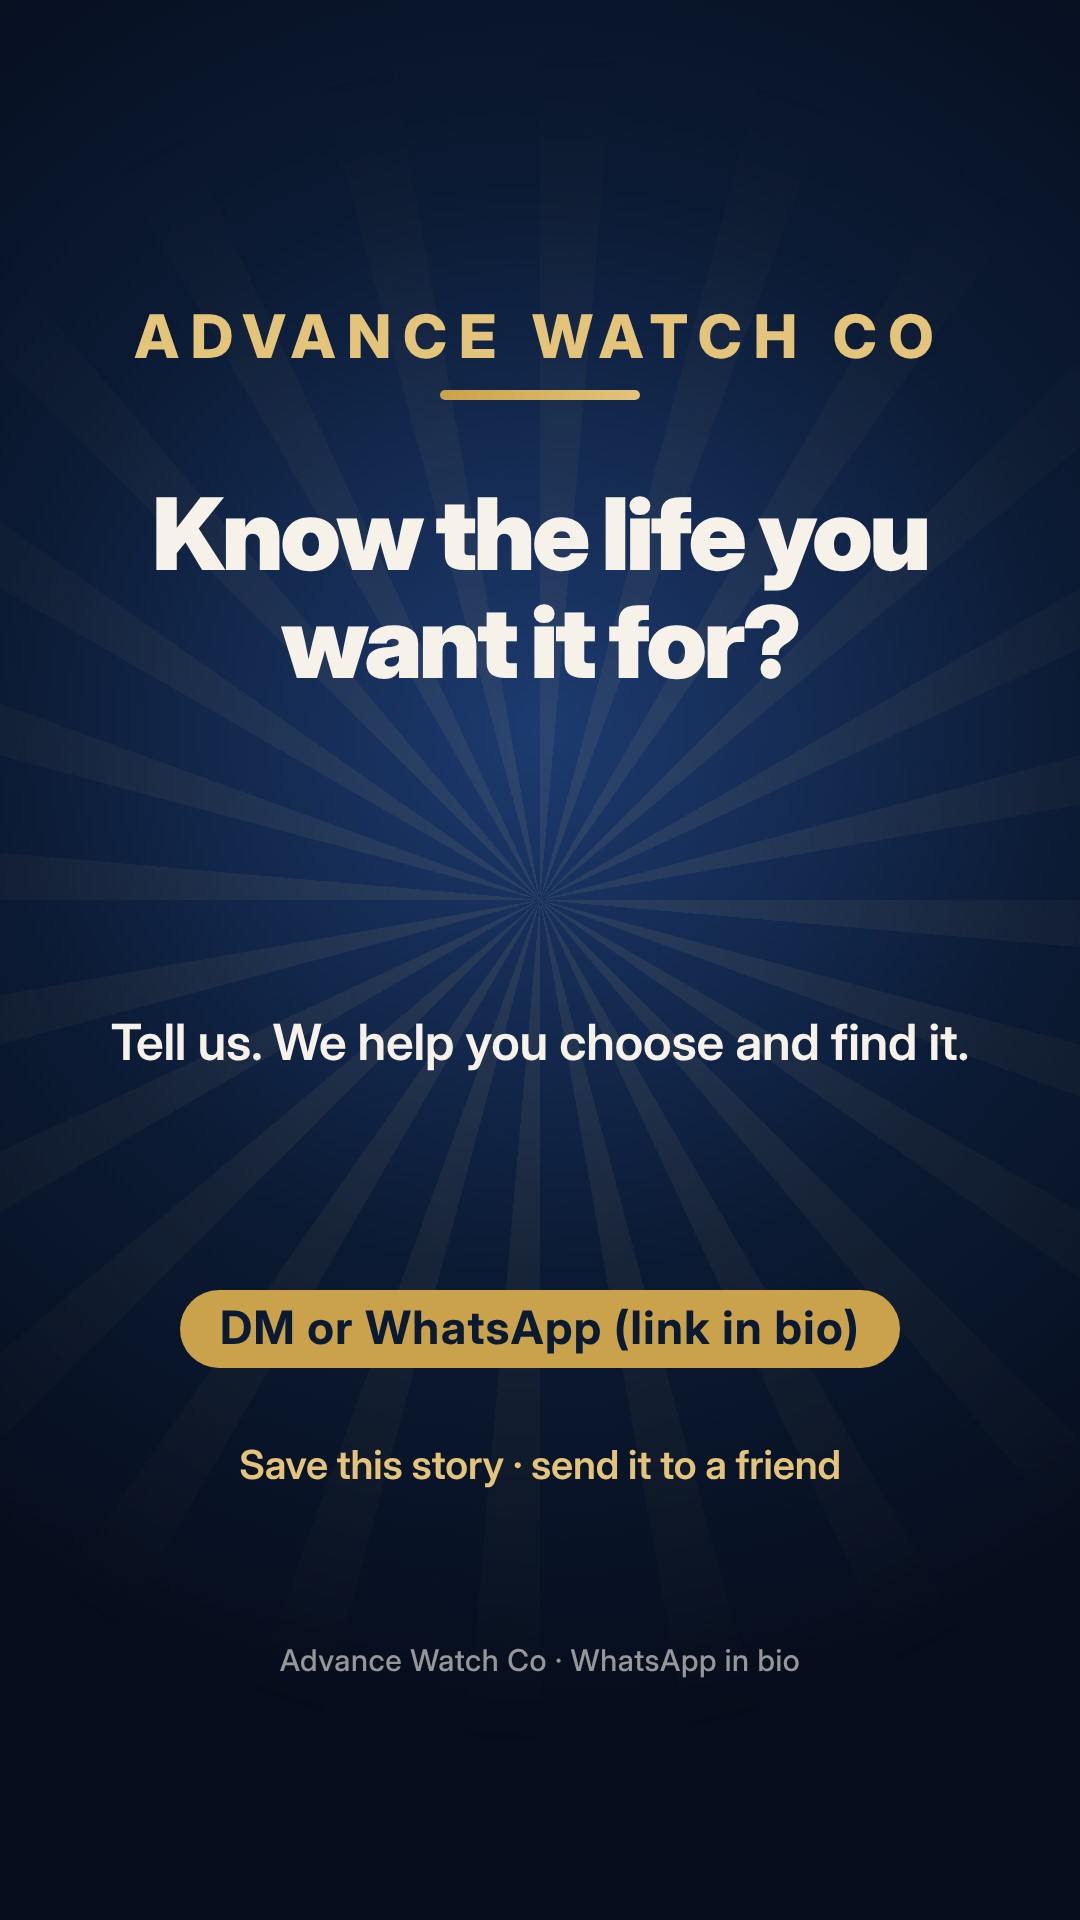 ADVANCE WATCH CO
Know the life you
want it for?
Tell us. We help you choose and find it.
DM or WhatsApp (link in bio)
Save this story · send it to a friend
Advance Watch Co · WhatsApp in bio